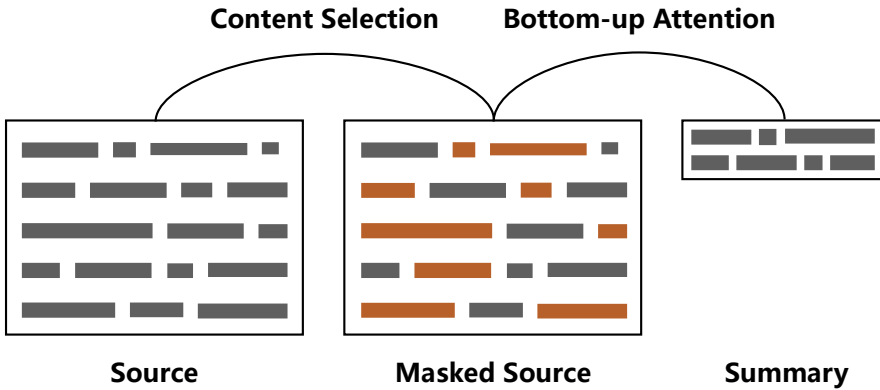 Content Selection
Bottom-up Attention
Source
Masked Source
Summary